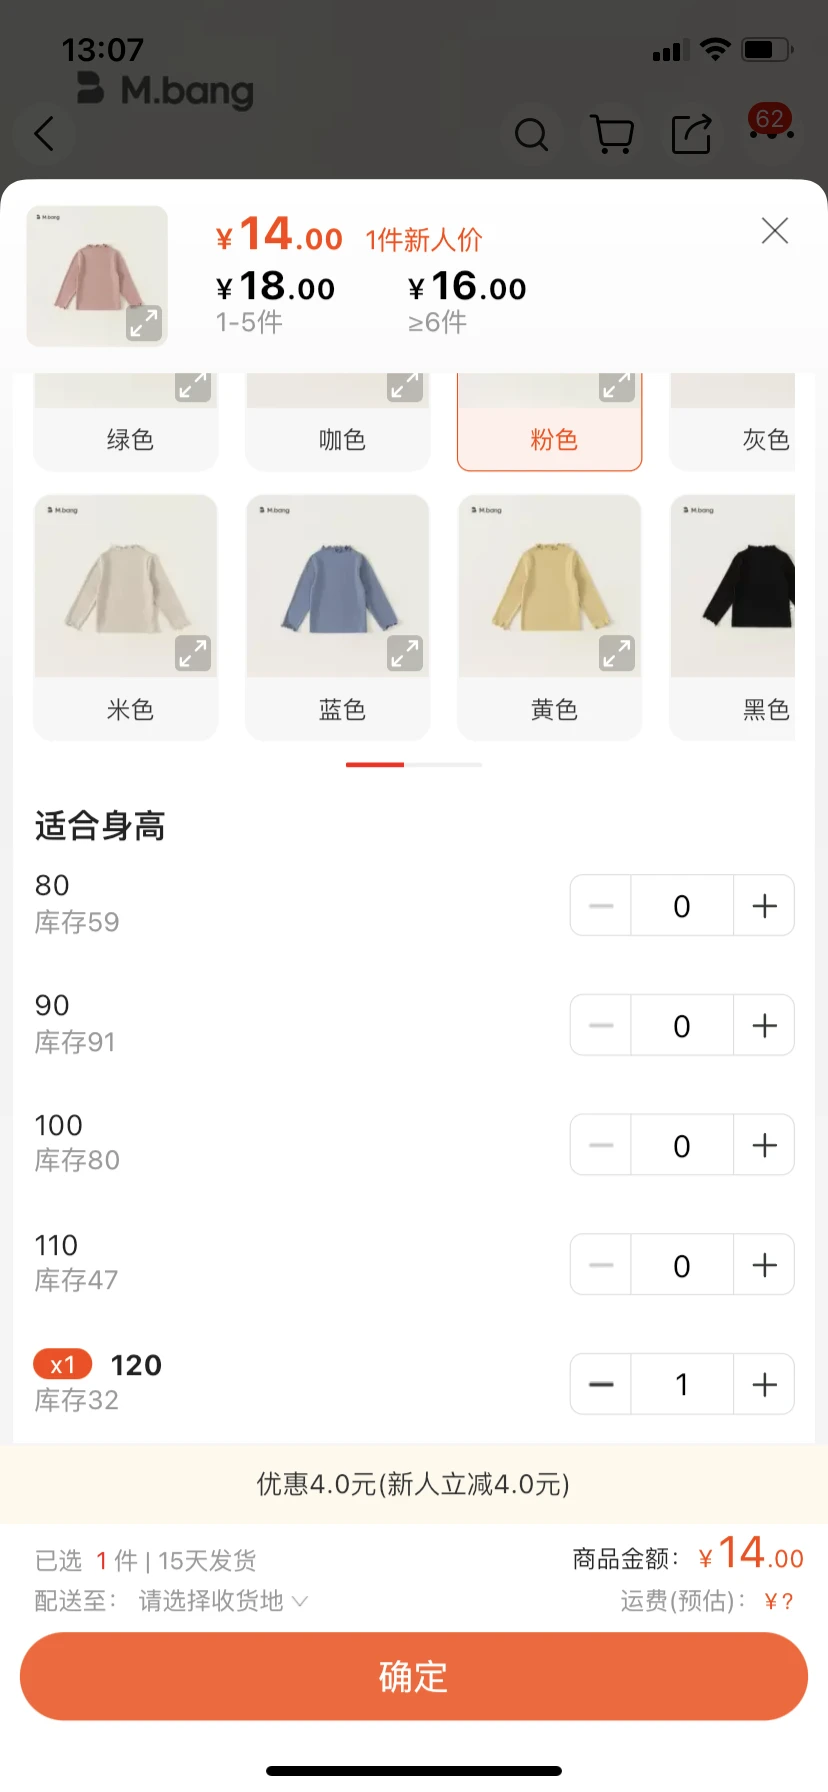 13:07
M.bang
62
M.bang
¥14.00 1件新人价
¥18.00 ¥16.00
1-5件 ≥6件
绿色 咖色 粉色 灰色
M.bang M.bang M.bang M.bang
米色 蓝色 黄色 黑色
适合身高
80
库存59
0
90
库存91
0
100
库存80
0
110
库存47
0
x1 120
库存32
1
优惠4.0元(新人立减4.0元)
已选 1 件 | 15天发货 商品金额: ¥14.00
配送至: 请选择收货地 运费(预估): ¥?
确定